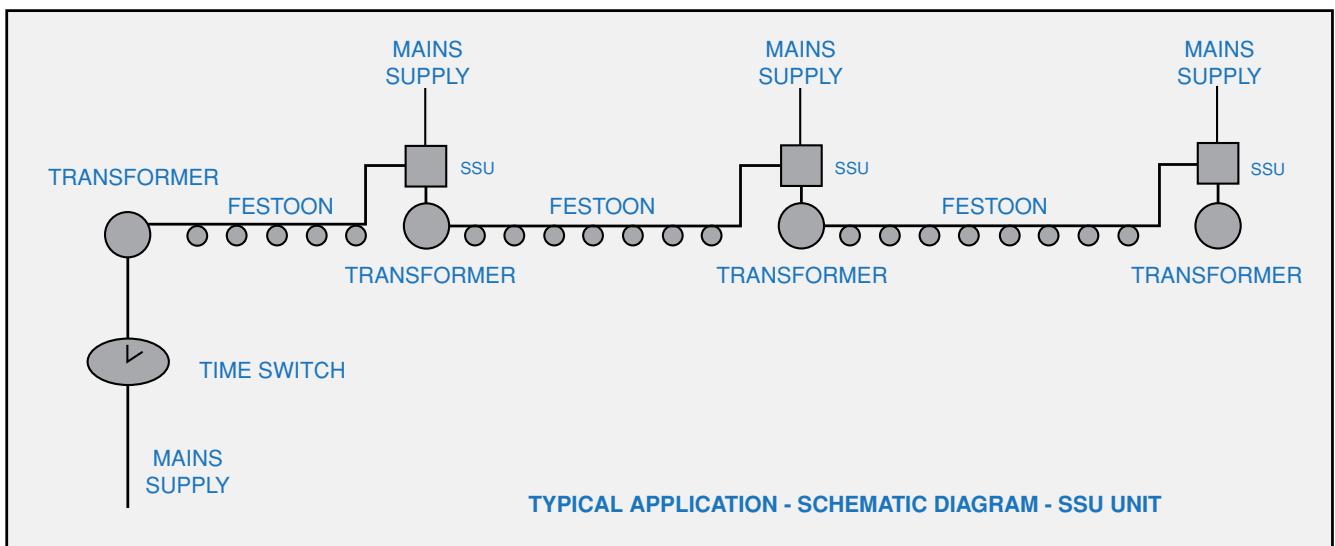 MAINS
SUPPLY
MAINS
SUPPLY
MAINS
SUPPLY
SSU
SSU
SSU
TRANSFORMER
FESTOON
FESTOON
FESTOON
TRANSFORMER
TRANSFORMER
TRANSFORMER
TIME SWITCH
MAINS
SUPPLY
TYPICAL APPLICATION - SCHEMATIC DIAGRAM - SSU UNIT